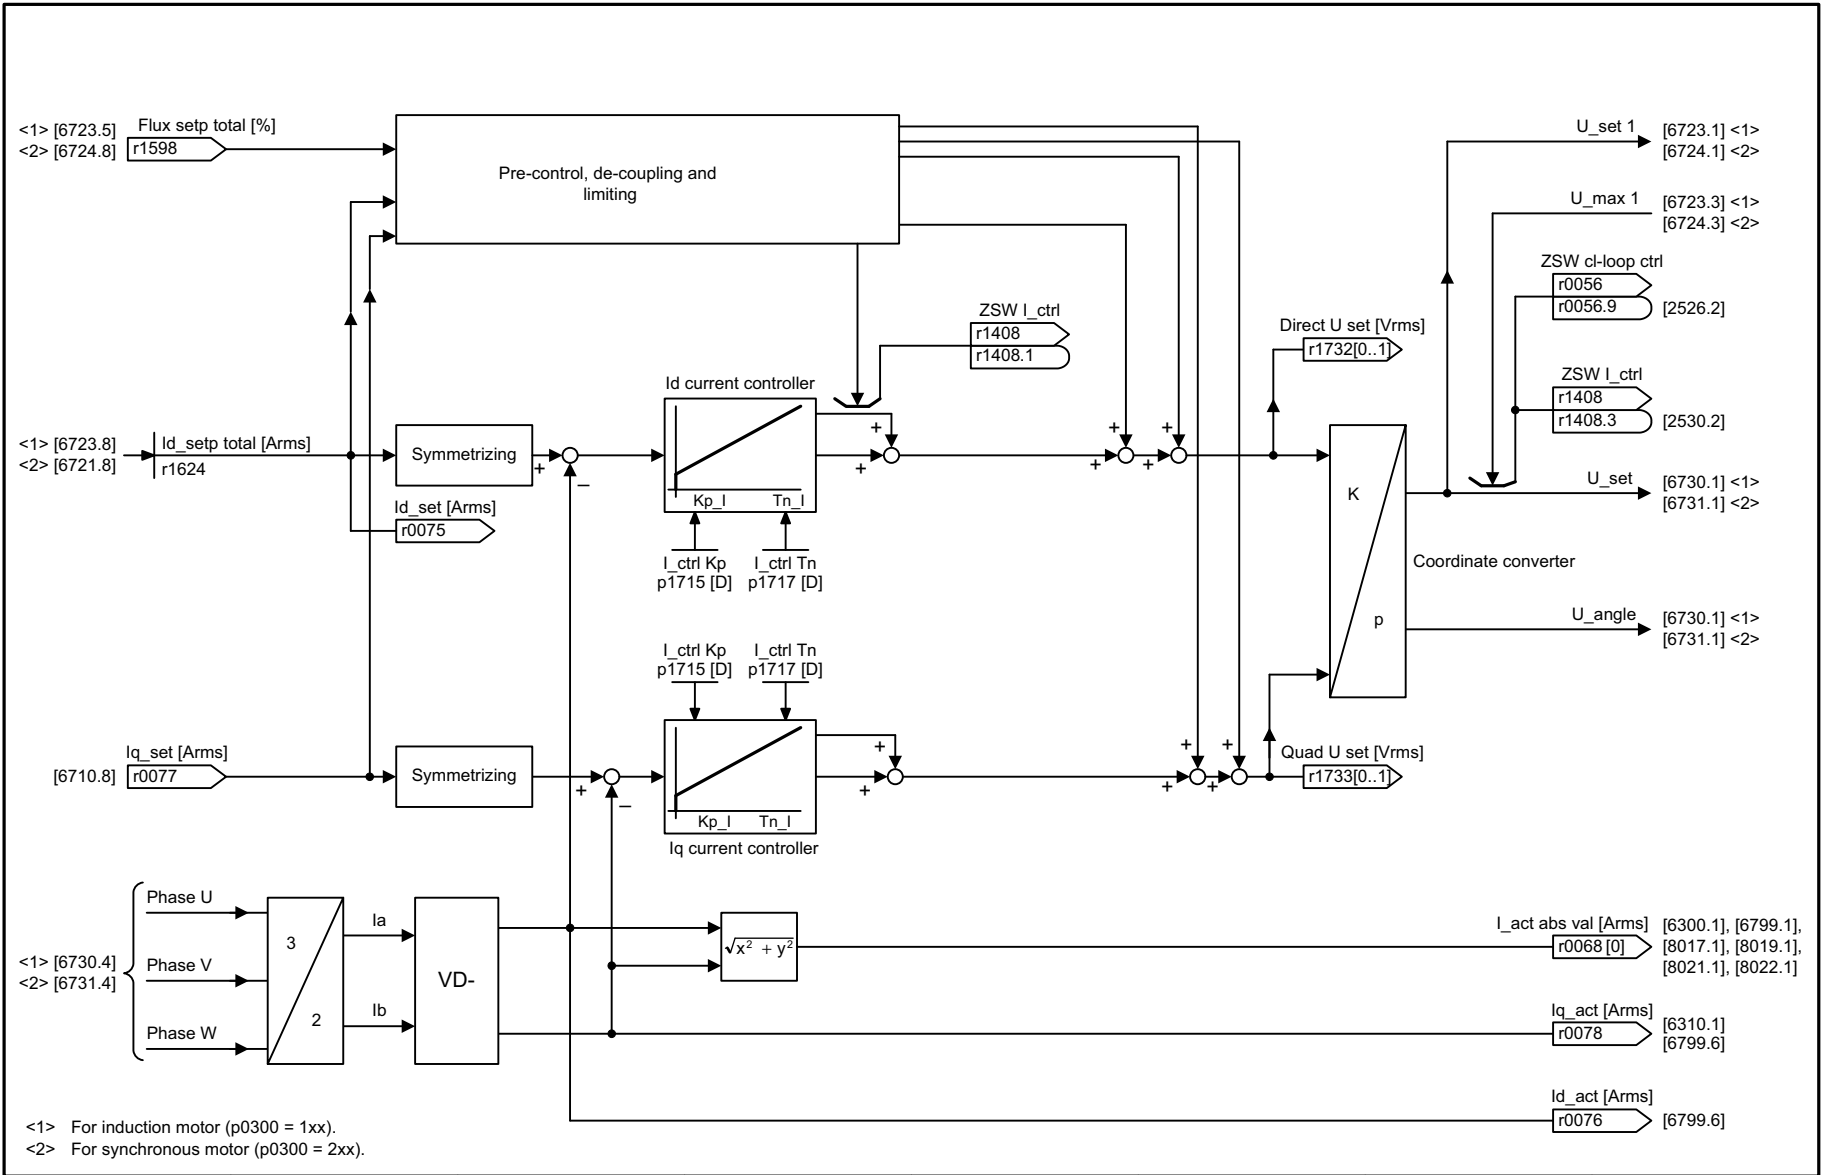 <1> [6723.5]
<2> [6724.8]
Flux setp total [%]
r1598
Pre-control, de-coupling and
limiting
U_set 1
[6723.1] <1>
[6724.1] <2>
U_max 1
[6723.3] <1>
[6724.3] <2>
ZSW cl-loop ctrl
r0056
r0056.9
[2526.2]
ZSW I_ctrl
r1408
r1408.1
Direct U set [Vrms]
r1732[0..1]
ZSW I_ctrl
r1408
r1408.3
[2530.2]
Id current controller
<1> [6723.8]
<2> [6721.8]
Id_setp total [Arms]
r1624
Symmetrizing
+
–
Kp_I Tn_I
+
+
+
+
+
+
K
p
U_set
[6730.1] <1>
[6731.1] <2>
Id_set [Arms]
r0075
I_ctrl Kp
p1715 [D]
I_ctrl Tn
p1717 [D]
Coordinate converter
U_angle
[6730.1] <1>
[6731.1] <2>
I_ctrl Kp
p1715 [D]
I_ctrl Tn
p1717 [D]
[6710.8]
Iq_set [Arms]
r0077
Symmetrizing
+
–
Kp_I Tn_I
Iq current controller
+
+
+
+
+
+
Quad U set [Vrms]
r1733[0..1]
<1> [6730.4]
<2> [6731.4]
Phase U
Phase V
Phase W
3
2
Ia
Ib
VD-
√x² + y²
I_act abs val [Arms]
r0068 [0]
[6300.1], [6799.1],
[8017.1], [8019.1],
[8021.1], [8022.1]
Iq_act [Arms]
r0078
[6310.1]
[6799.6]
Id_act [Arms]
r0076
[6799.6]
<1> For induction motor (p0300 = 1xx).
<2> For synchronous motor (p0300 = 2xx).